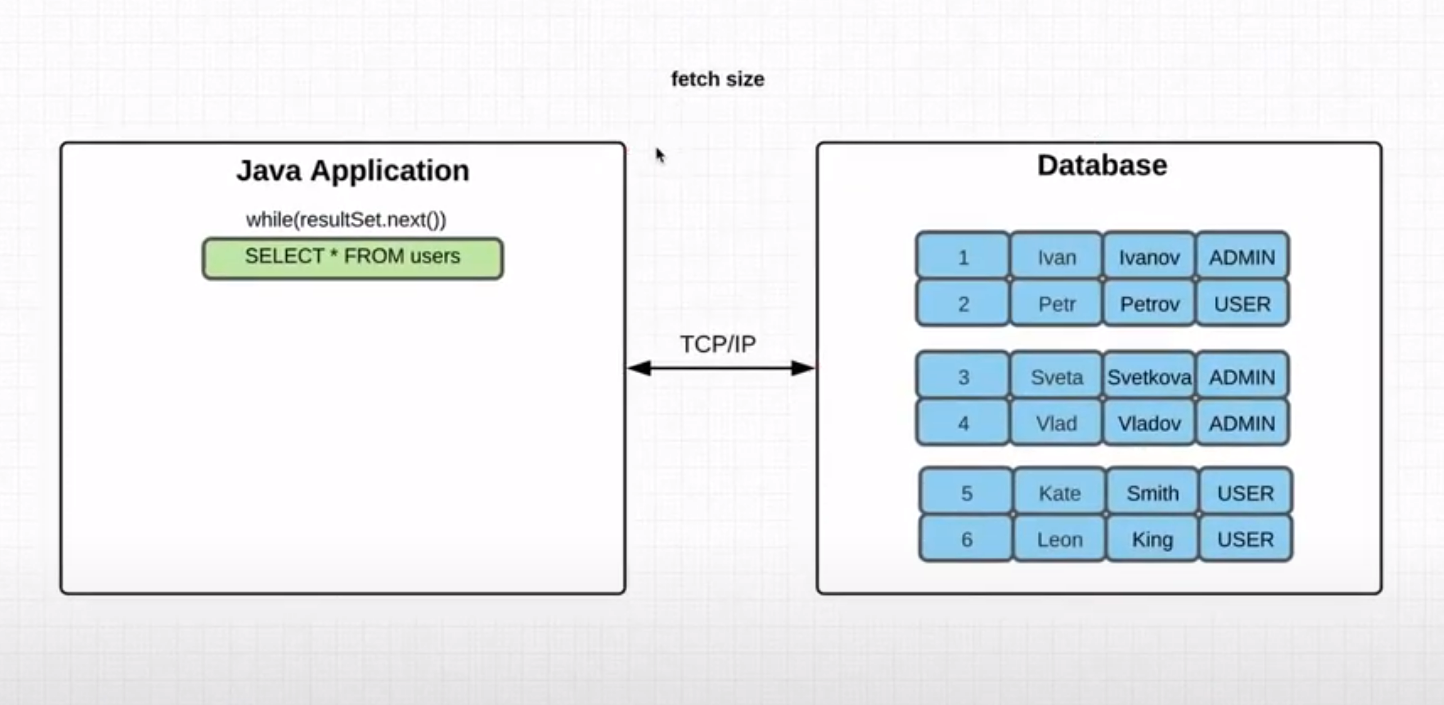 fetch size
Java Application
while(resultSet.next())
SELECT * FROM users
TCP/IP
Database
1 Ivan Ivanov ADMIN
2 Petr Petrov USER
3 Sveta Svetkova ADMIN
4 Vlad Vladov ADMIN
5 Kate Smith USER
6 Leon King USER